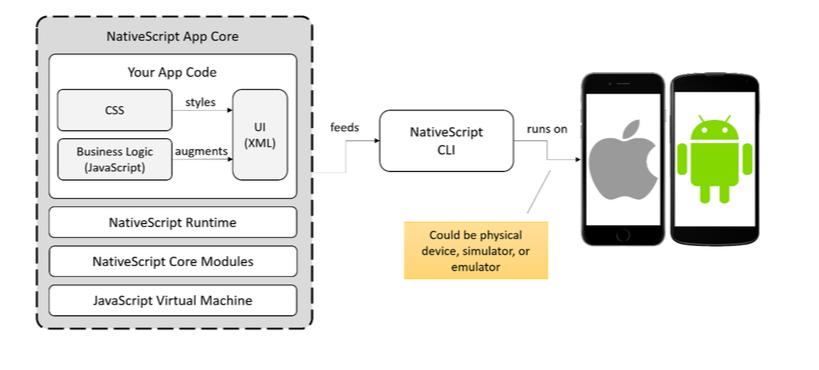 NativeScript App Core
Your App Code
CSS
styles
UI
(XML)
Business Logic
(JavaScript)
augments
NativeScript Runtime
NativeScript Core Modules
JavaScript Virtual Machine
feeds
NativeScript
CLI
runs on
Could be physical
device, simulator, or
emulator